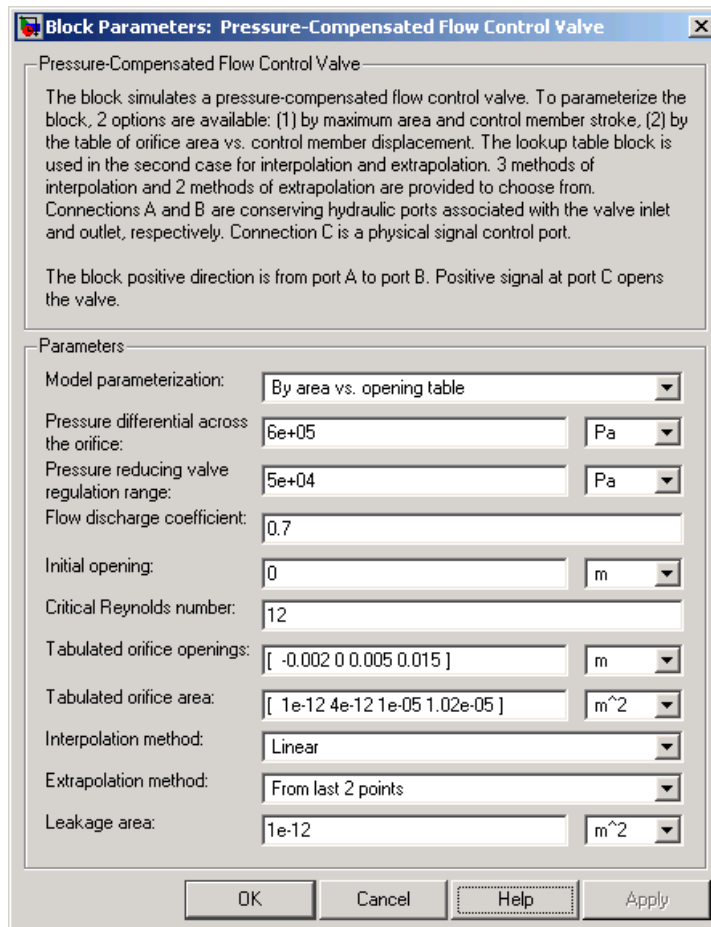 Block Parameters: Pressure-Compensated Flow Control Valve
Pressure-Compensated Flow Control Valve
The block simulates a pressure-compensated flow control valve. To parameterize the
block, 2 options are available: (1) by maximum area and control member stroke, (2) by
the table of orifice area vs. control member displacement. The lookup table block is
used in the second case for interpolation and extrapolation. 3 methods of
interpolation and 2 methods of extrapolation are provided to choose from.
Connections A and B are conserving hydraulic ports associated with the valve inlet
and outlet, respectively. Connection C is a physical signal control port.
The block positive direction is from port A to port B. Positive signal at port C opens
the valve.
Parameters
Model parameterization: By area vs. opening table
Pressure differential across
the orifice: 6e+05 Pa
Pressure reducing valve
regulation range: 5e+04 Pa
Flow discharge coefficient: 0.7
Initial opening: 0 m
Critical Reynolds number: 12
Tabulated orifice openings: [ -0.002 0 0.005 0.015 ] m
Tabulated orifice area: [ 1e-12 4e-12 1e-05 1.02e-05 ] m^2
Interpolation method: Linear
Extrapolation method: From last 2 points
Leakage area: 1e-12 m^2
OK Cancel Help Apply